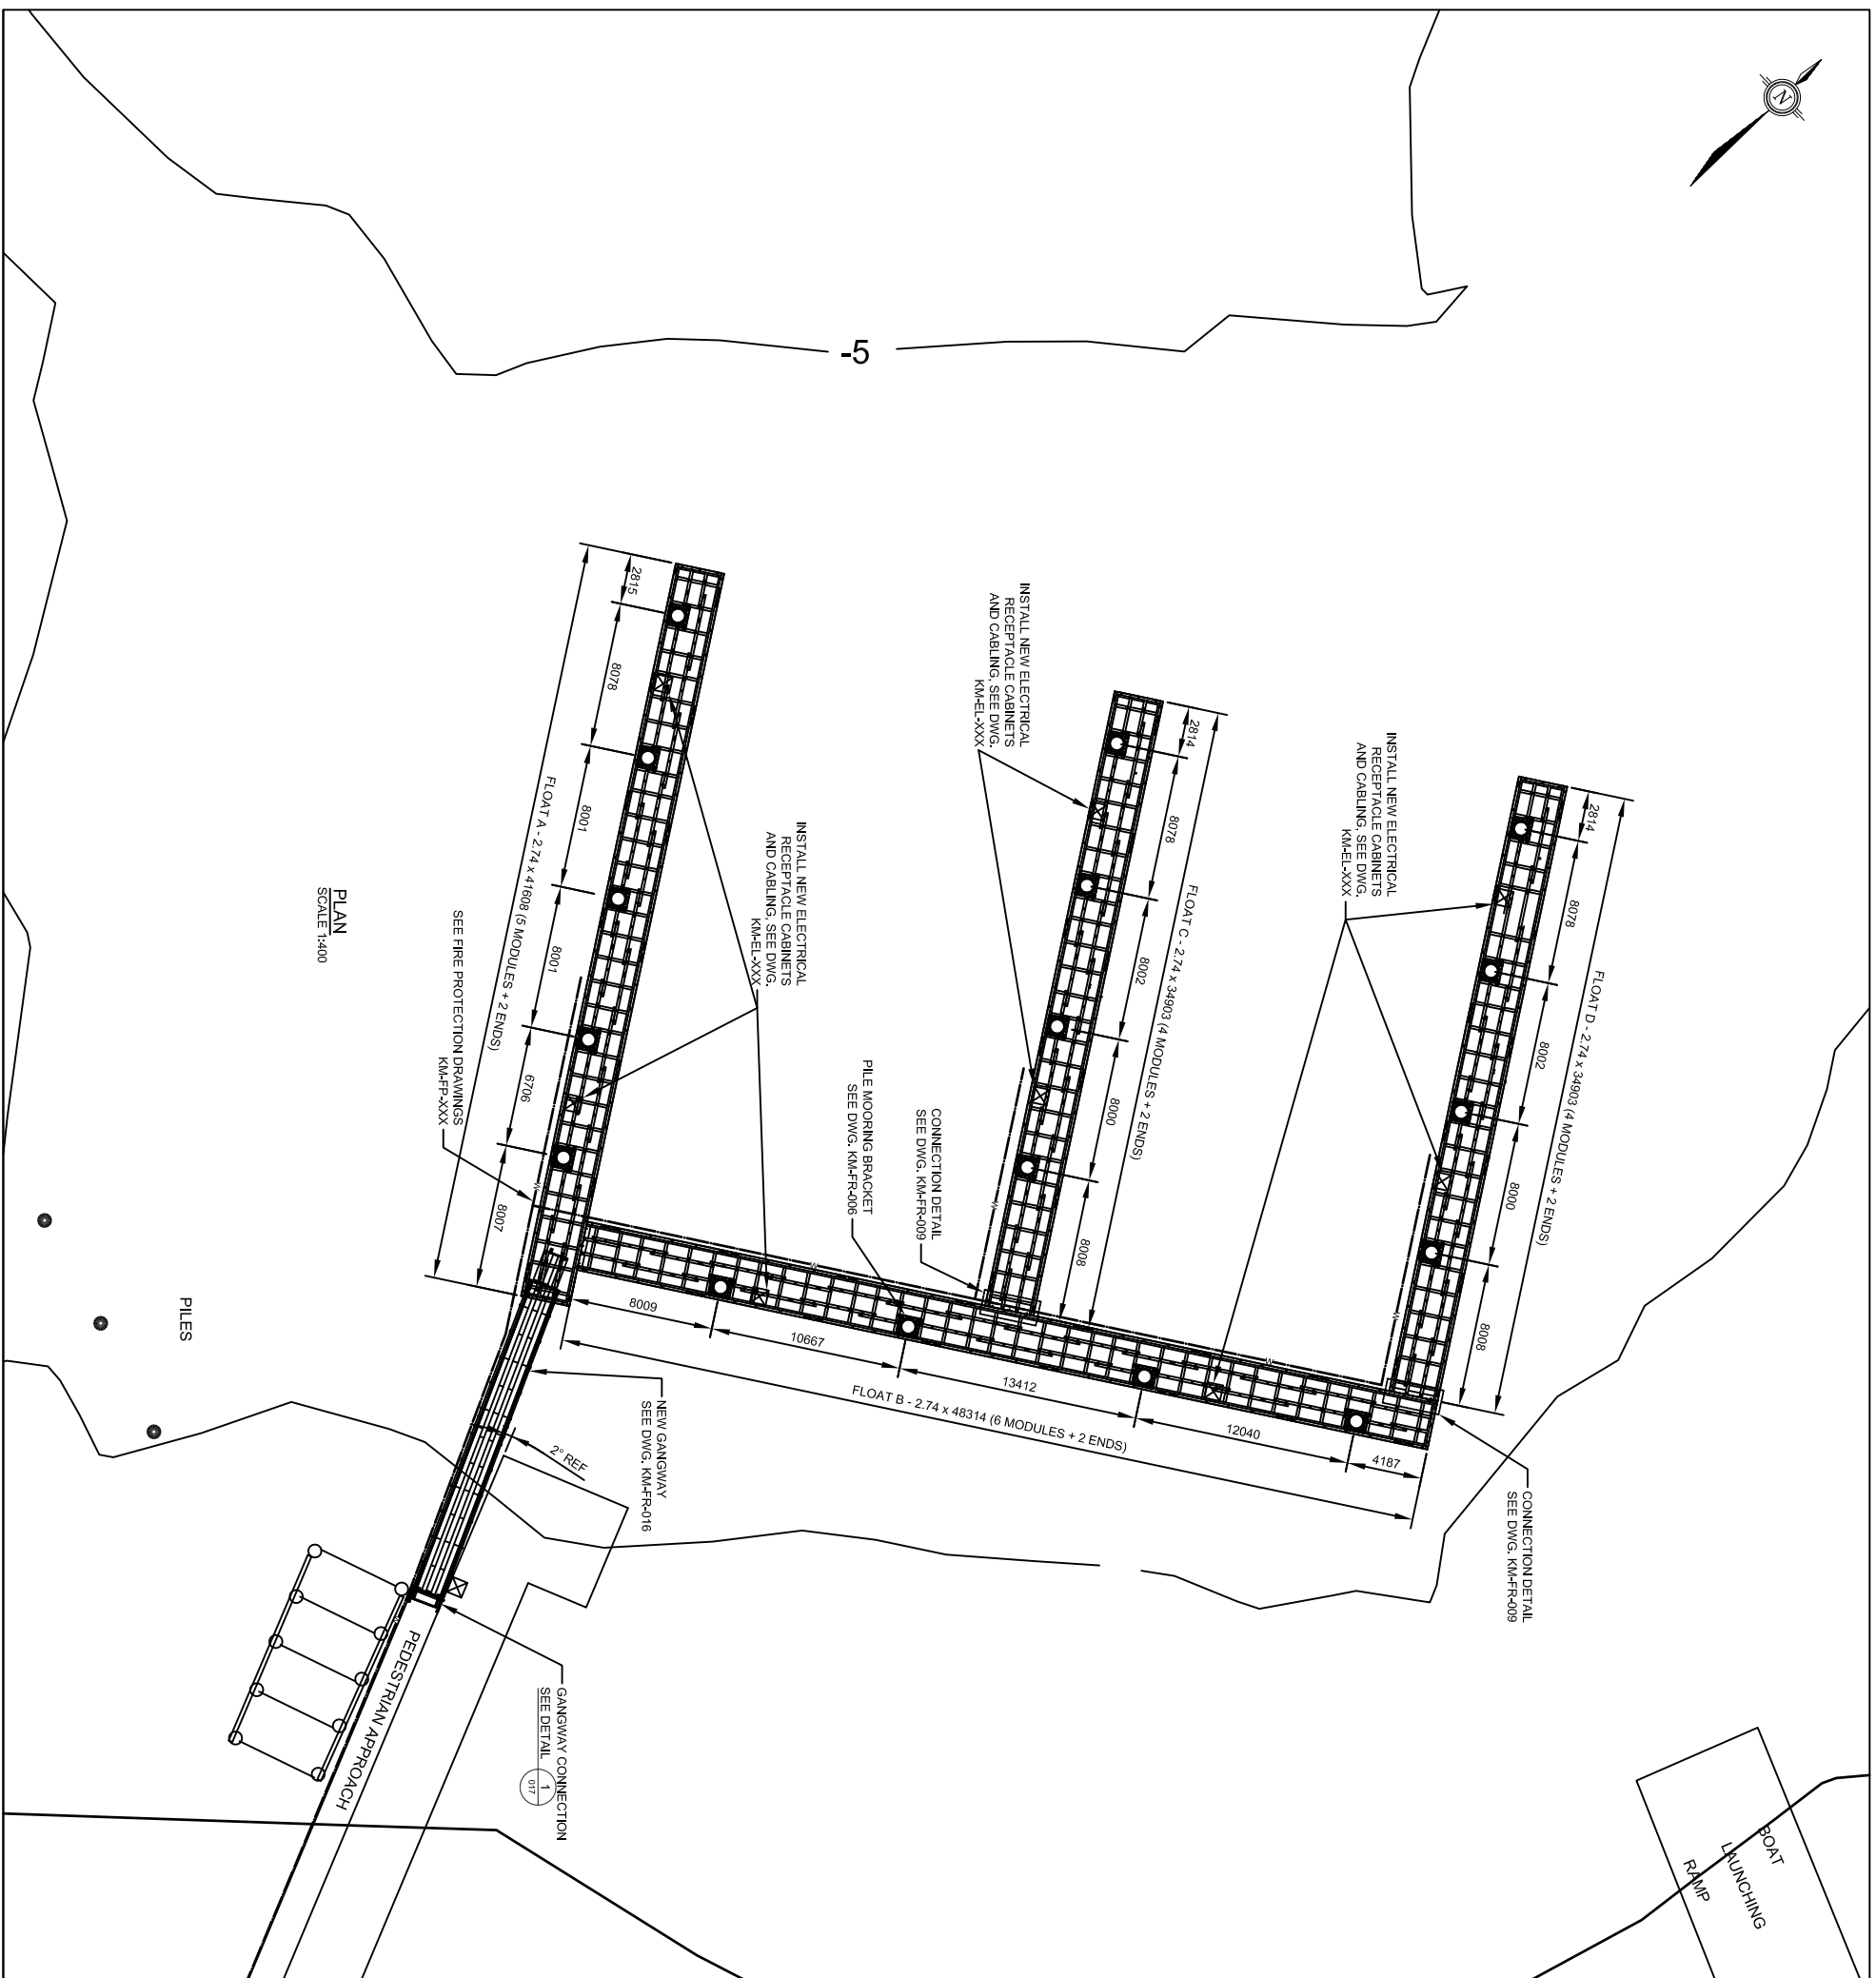 N
-5
2815
8078
8001
8001
6706
8007
FLOAT A - 2.74 x 41608 (5 MODULES + 2 ENDS)
INSTALL NEW ELECTRICAL
RECEPTACLE CABINETS
AND CABLING, SEE DWG.
KM-EL-XXX
2814
8078
8002
8000
8008
FLOAT C - 2.74 x 34903 (4 MODULES + 2 ENDS)
INSTALL NEW ELECTRICAL
RECEPTACLE CABINETS
AND CABLING, SEE DWG.
KM-EL-XXX
2814
8078
8002
8000
8008
FLOAT D - 2.74 x 34903 (4 MODULES + 2 ENDS)
INSTALL NEW ELECTRICAL
RECEPTACLE CABINETS
AND CABLING, SEE DWG.
KM-EL-XXX
PLAN
SCALE 1:400
SEE FIRE PROTECTION DRAWINGS
KM-FP-XXX
PILE MOORING BRACKET
SEE DWG. KM-FR-006
CONNECTION DETAIL
SEE DWG. KM-FR-009
W
W
W
W
W
W
8009
10667
13412
12040
4187
FLOAT B - 2.74 x 48314 (6 MODULES + 2 ENDS)
PILES
NEW GANGWAY
SEE DWG. KM-FR-016
2° REF
CONNECTION DETAIL
SEE DWG. KM-FR-009
GANGWAY CONNECTION
SEE DETAIL
1
017
PEDESTRIAN APPROACH
BOAT
LAUNCHING
RAMP